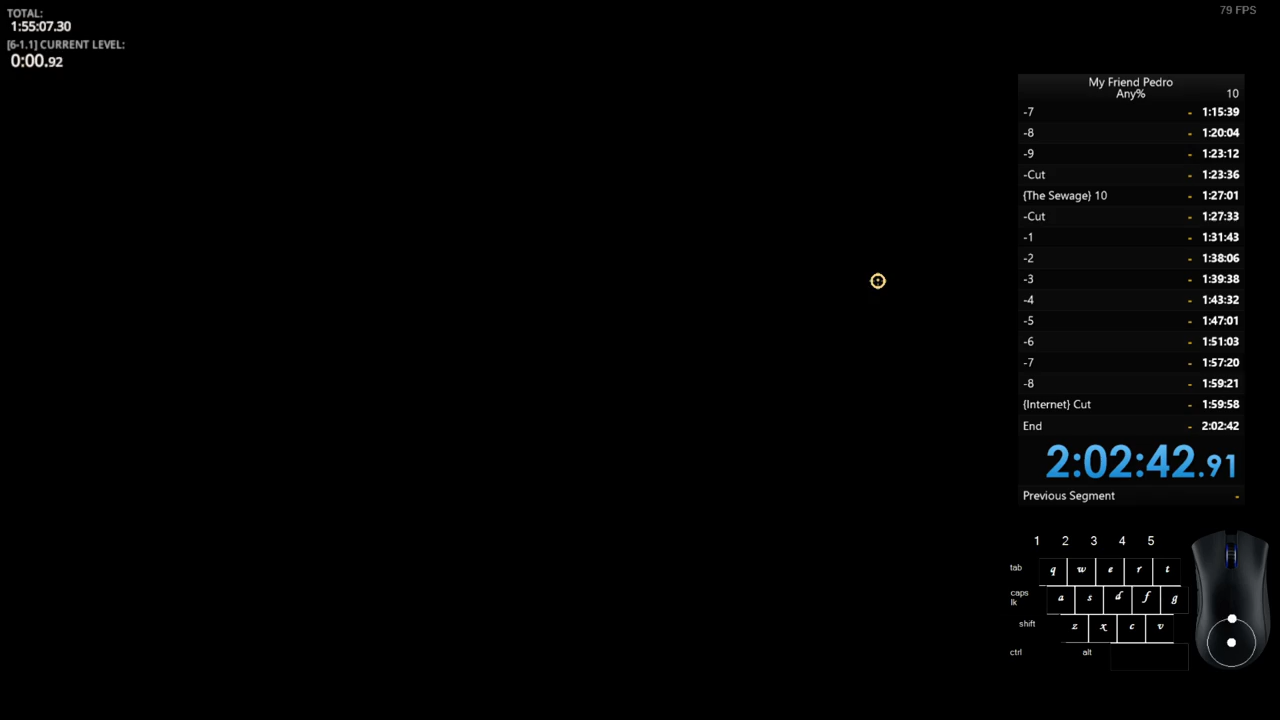 TOTAL:
1:55:07.30
[6-1.1] CURRENT LEVEL:
0:00.92
79 FPS
My Friend Pedro
Any% 10
-7 - 1:15:39
-8 - 1:20:04
-9 - 1:23:12
-Cut - 1:23:36
{The Sewage} 10 - 1:27:01
-Cut - 1:27:33
-1 - 1:31:43
-2 - 1:38:06
-3 - 1:39:38
-4 - 1:43:32
-5 - 1:47:01
-6 - 1:51:03
-7 - 1:57:20
-8 - 1:59:21
{Internet} Cut - 1:59:58
End - 2:02:42
2:02:42.91
Previous Segment -
1 2 3 4 5
tab q w e r t
caps lk a s d f g
shift z x c v
ctrl alt